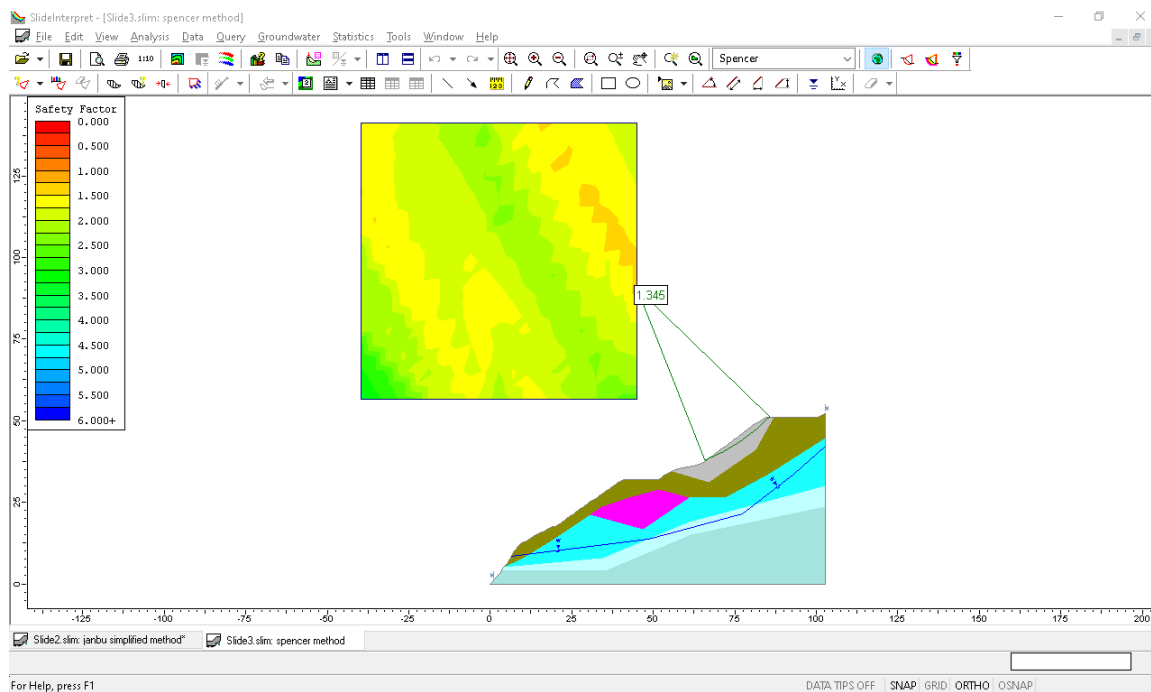 SlideInterpret - [Slide3.slim: spencer method]
File Edit View Analysis Data Query Groundwater Statistics Tools Window Help
1:10 Spencer
Safety Factor
0.000
0.500
1.000
1.500
2.000
2.500
3.000
3.500
4.000
4.500
5.000
5.500
6.000+
125
100
75
50
25
0
1.345
W
W
-125 -100 -75 -50 -25 0 25 50 75 100 125 150 175 200
Slide2.slim: janbu simplified method* Slide3.slim: spencer method
For Help, press F1 DATA TIPS OFF SNAP GRID ORTHO OSNAP